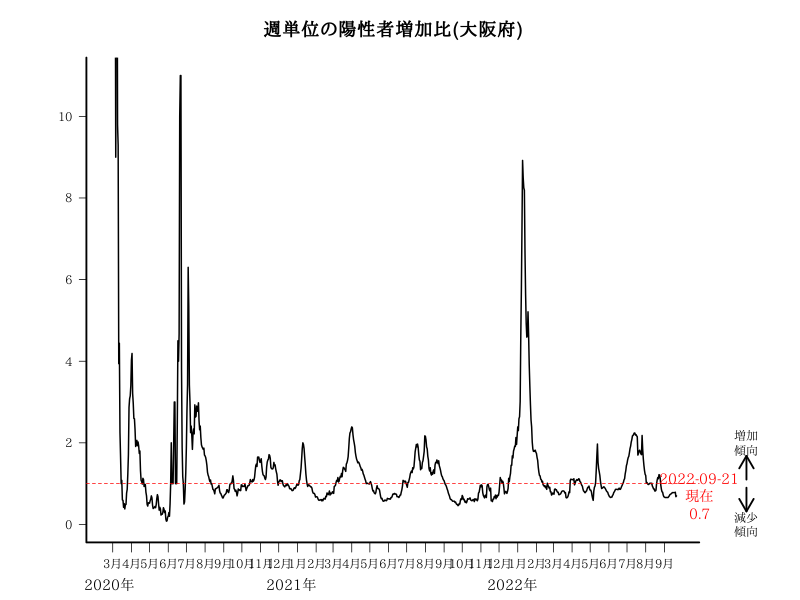 週単位の陽性者増加比(大阪府)
10
8
6
4
2
0
増加
傾向
2022-09-21
現在
0.7
減少
傾向
3月4月5月6月7月8月9月10月11月12月1月2月3月4月5月6月7月8月9月10月11月12月1月2月3月4月5月6月7月8月9月
2020年 2021年 2022年